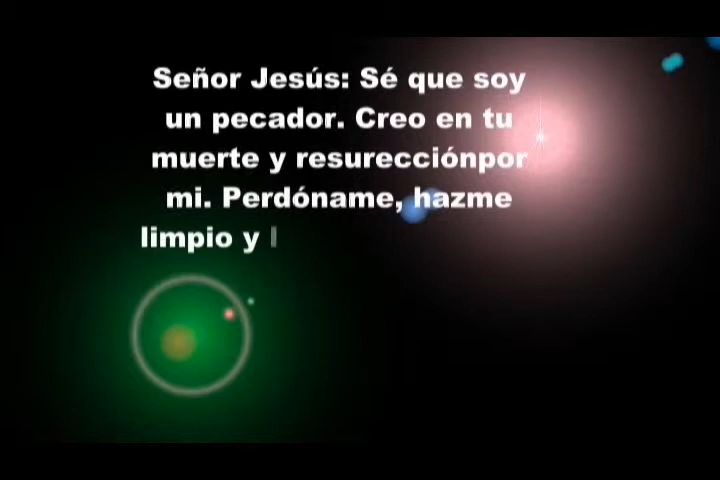 Señor Jesús: Sé que soy
un pecador. Creo en tu
muerte y resurecciónpor
mi. Perdóname, hazme
limpio y